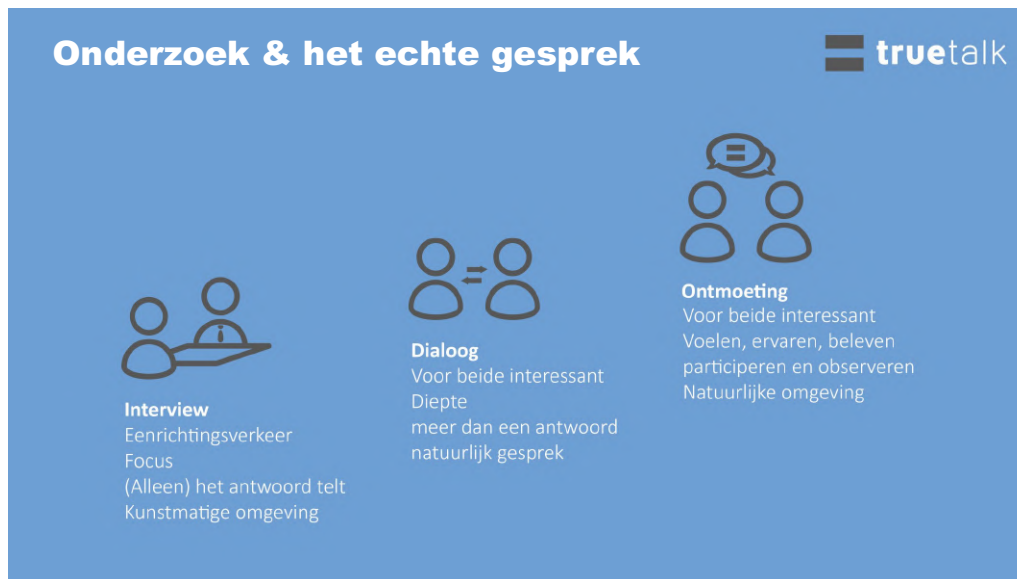 Onderzoek & het echte gesprek
truetalk
Interview
Eenrichtingsverkeer
Focus
(Alleen) het antwoord telt
Kunstmatige omgeving
Dialoog
Voor beide interessant
Diepte
meer dan een antwoord
natuurlijk gesprek
Ontmoeting
Voor beide interessant
Voelen, ervaren, beleven
participeren en observeren
Natuurlijke omgeving